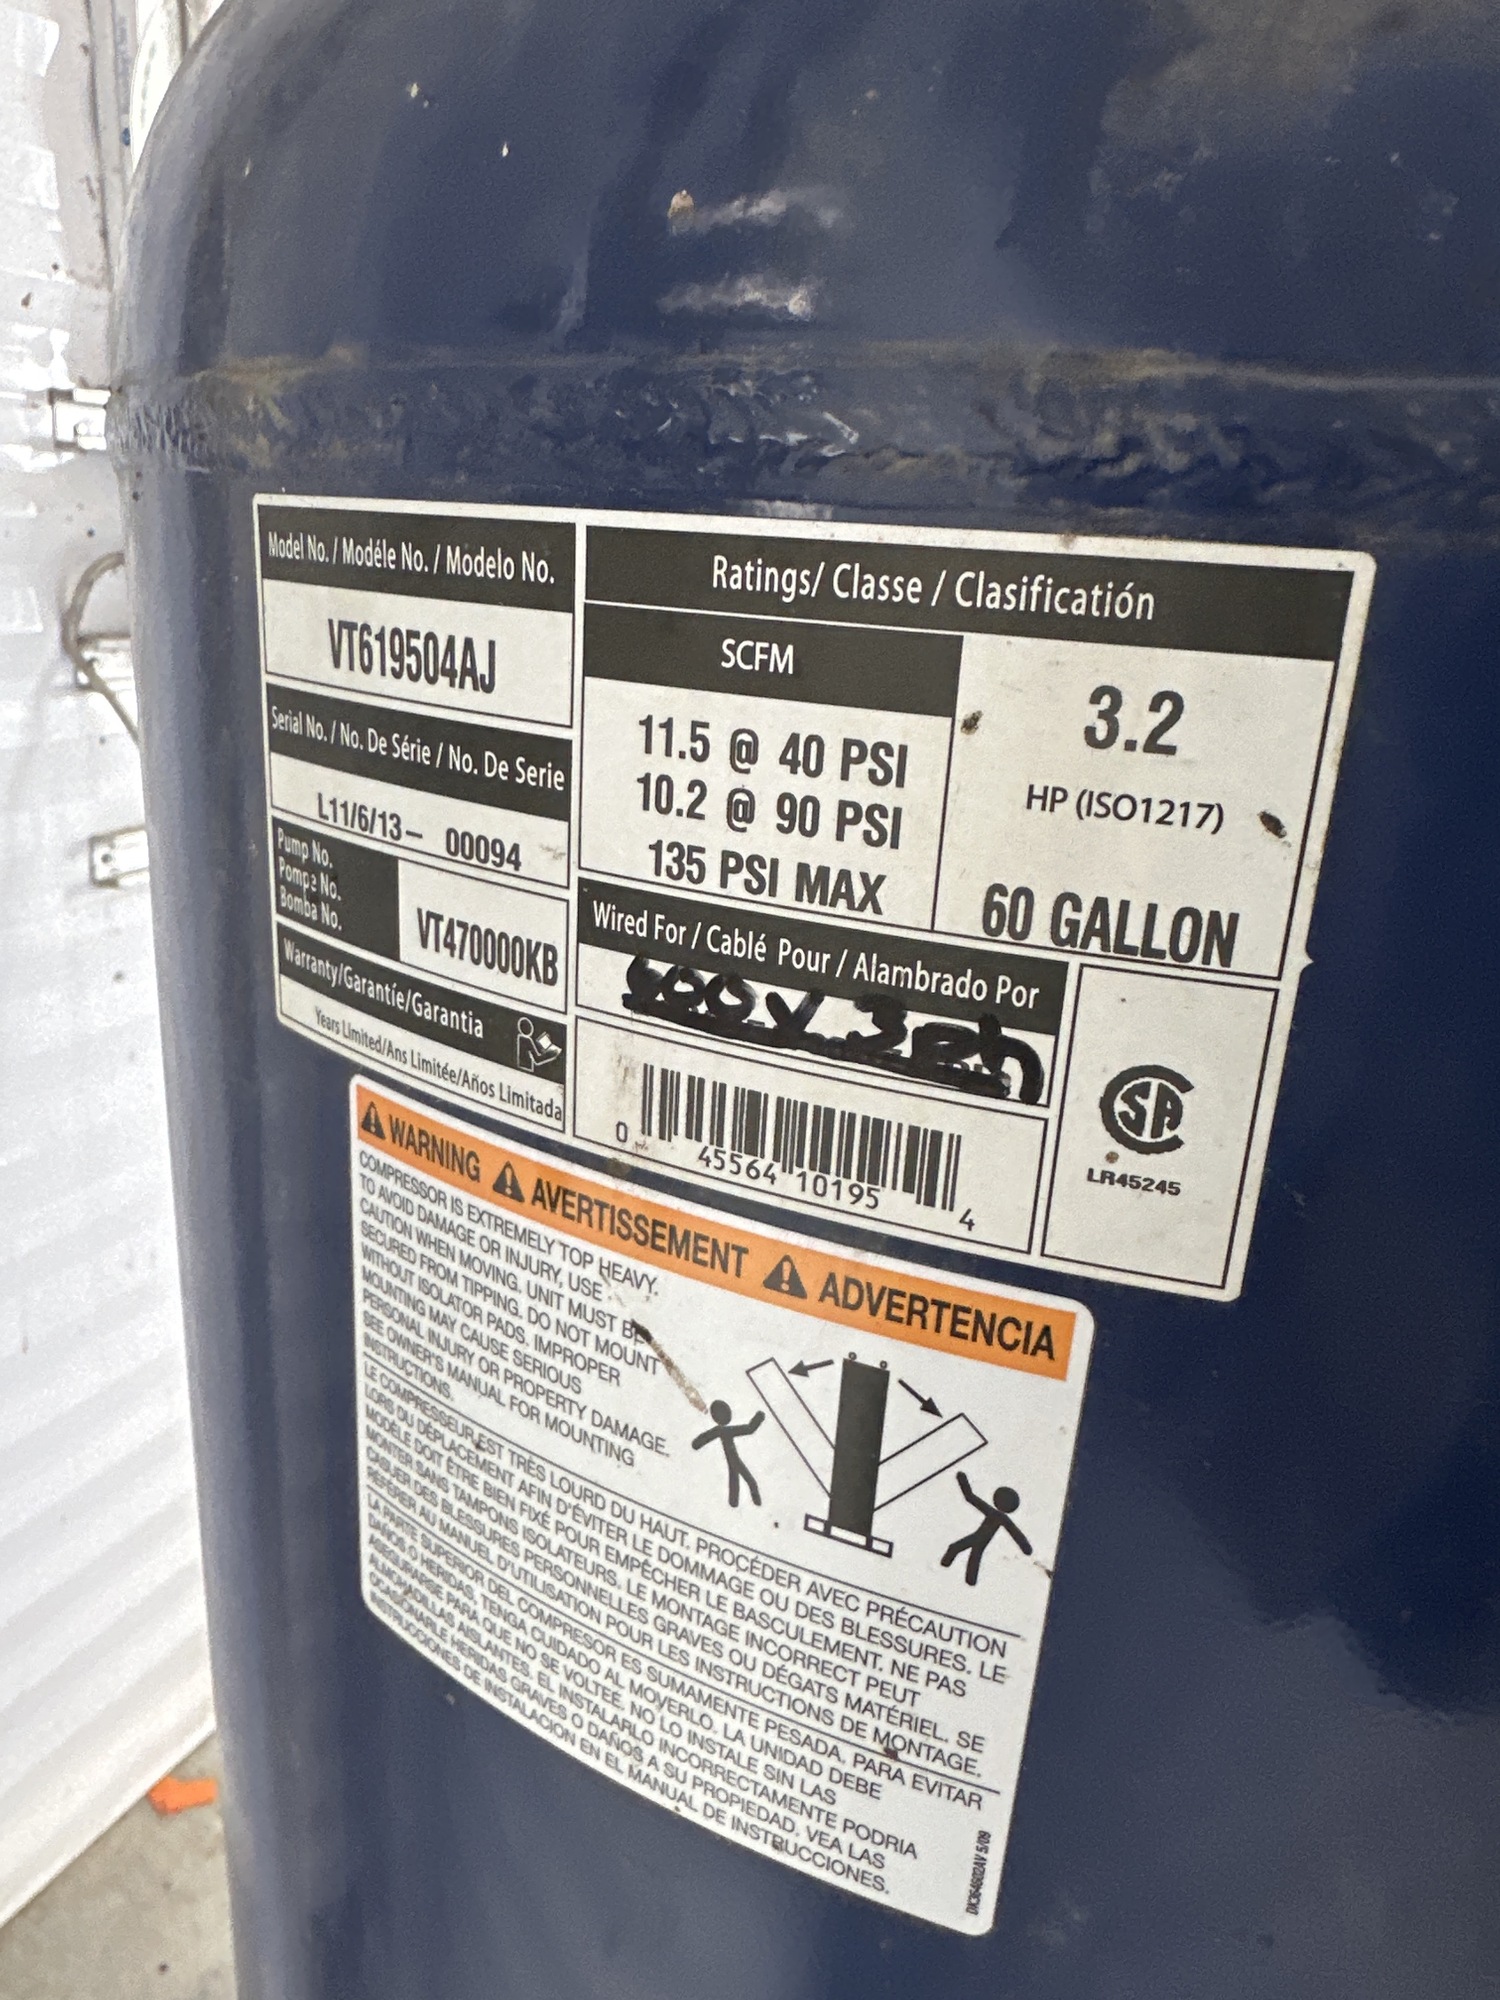 Model No. / Modéle No. / Modelo No.
VT619504AJ
Serial No. / No. De Série / No. De Serie
L11/6/13- 00094
Pump No.
Pompe No.
Bomba No.
VT470000KB
Warranty/Garantíe/Garantia
Years Limited/Ans Limitée/Años Limitada
Ratings/ Classe / Clasificatión
SCFM
11.5 @ 40 PSI
10.2 @ 90 PSI
135 PSI MAX
3.2
HP (ISO1217)
60 GALLON
Wired For / Cablé Pour / Alambrado Por
600 V 3ph
0 45564 10195 4
LR45245
WARNING AVERTISSEMENT ADVERTENCIA
COMPRESSOR IS EXTREMELY TOP HEAVY.
TO AVOID DAMAGE OR INJURY, USE
CAUTION WHEN MOVING. UNIT MUST BE
SECURED FROM TIPPING. DO NOT MOUNT
WITHOUT ISOLATOR PADS. IMPROPER
MOUNTING MAY CAUSE SERIOUS
PERSONAL INJURY OR PROPERTY DAMAGE.
SEE OWNER'S MANUAL FOR MOUNTING
INSTRUCTIONS.
LE COMPRESSEUR EST TRÈS LOURD DU HAUT. PROCÉDER AVEC PRÉCAUTION
LORS DU DÉPLACEMENT AFIN D'ÉVITER LE DOMMAGE OU DES BLESSURES. LE
MODÈLE DOIT ÊTRE BIEN FIXÉ POUR EMPÊCHER LE BASCULEMENT. NE PAS
MONTER SANS TAMPONS ISOLATEURS. LE MONTAGE INCORRECT PEUT
CASUER DES BLESSURES PERSONNELLES GRAVES OU DÉGATS MATÉRIEL. SE
RÉFÉRER AU MANUEL D'UTILISATION POUR LES INSTRUCTIONS DE MONTAGE.
LA PARTE SUPERIOR DEL COMPRESOR ES SUMAMENTE PESADA. PARA EVITAR
DAÑOS O HERIDAS, TENGA CUIDADO AL MOVERLO. LA UNIDAD DEBE
ASEGURARSE PARA QUE NO SE VOLTEE. NO LO INSTALE SIN LAS
ALMOHADILLAS AISLANTES. EL INSTALARLO INCORRECTAMENTE PODRIA
OCASIONARLE HERIDAS GRAVES O DAÑOS A SU PROPIEDAD. VEA LAS
INSTRUCCIONES DE INSTALACION EN EL MANUAL DE INSTRUCCIONES.
DK364602AV 5/09